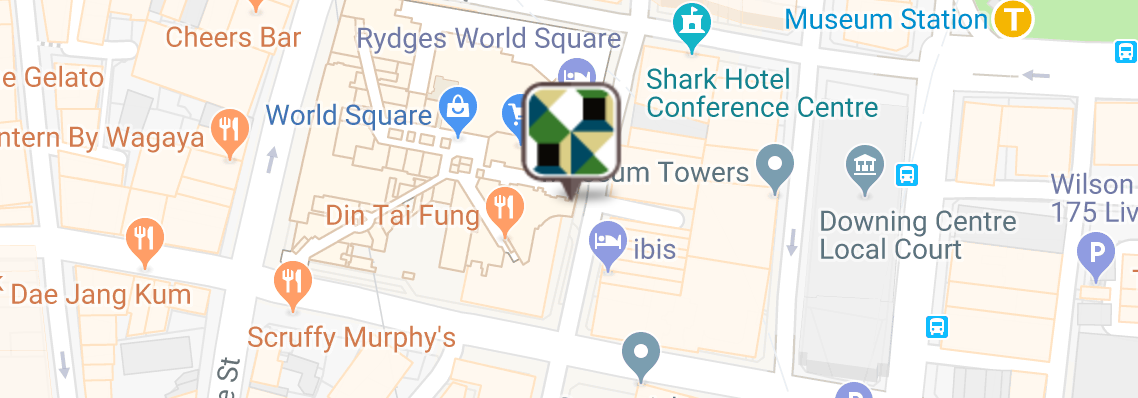 Museum Station
T
Cheers Bar
Rydges World Square
e Gelato
Shark Hotel
Conference Centre
World Square
ntern By Wagaya
um Towers
Wilson
175 Liv
Din Tai Fung
Downing Centre
Local Court
ibis
P
Dae Jang Kum
Scruffy Murphy's
e St